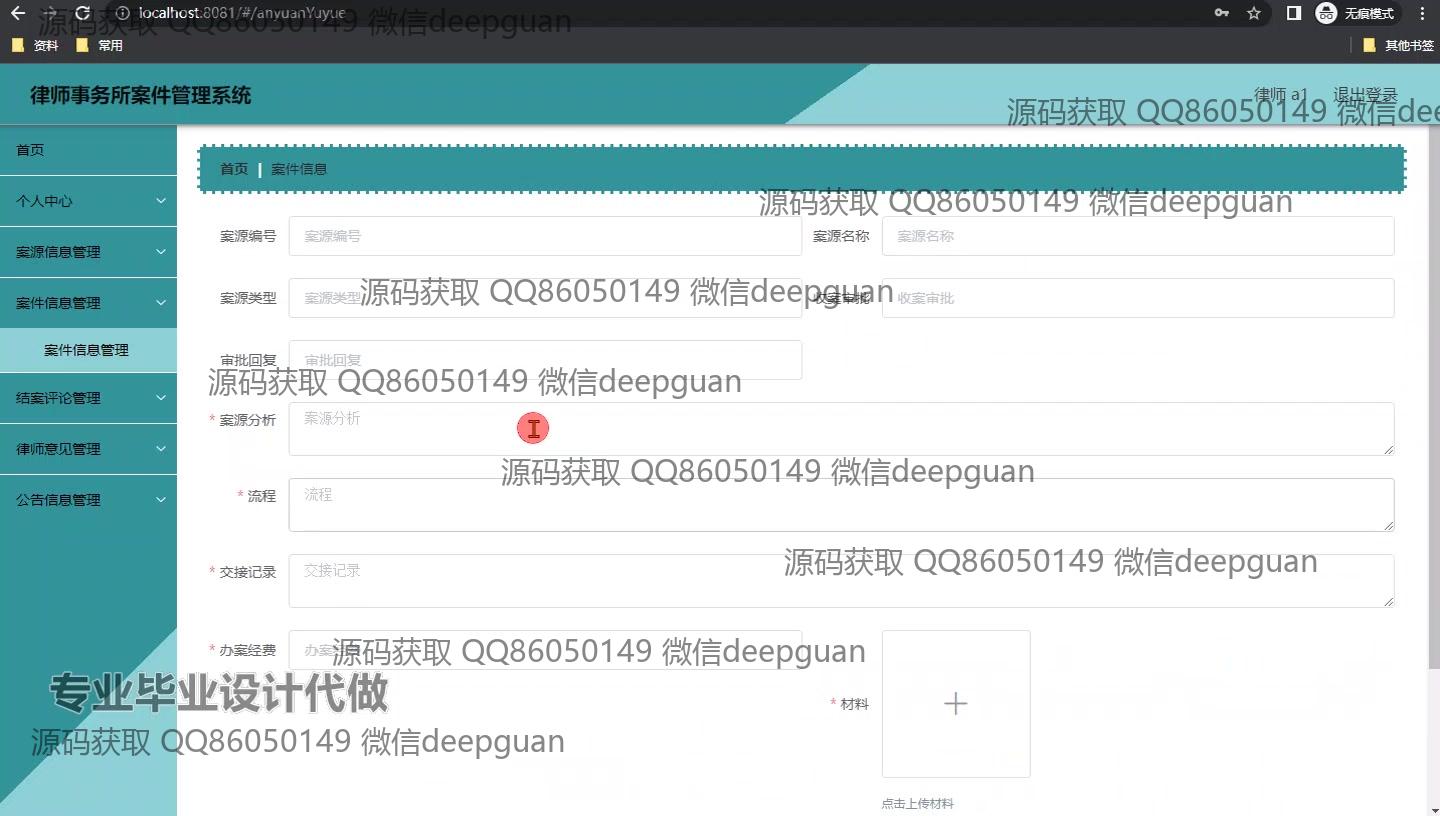 localhost:8081/#/anyuanYuyue
无痕模式
源码获取 QQ86050149 微信deepguan
资料
常用
其他书签
律师事务所案件管理系统
律师 a1
退出登录
源码获取 QQ86050149 微信dee
首页
个人中心
案源信息管理
案件信息管理
案件信息管理
结案评论管理
律师意见管理
公告信息管理
首页
案件信息
源码获取 QQ86050149 微信deepguan
案源编号
案源编号
案源名称
案源名称
源码获取 QQ86050149 微信deepguan
案源类型
案源类型
收案审批
收案审批
审批回复
审批回复
源码获取 QQ86050149 微信deepguan
* 案源分析
案源分析
源码获取 QQ86050149 微信deepguan
* 流程
流程
源码获取 QQ86050149 微信deepguan
* 交接记录
交接记录
* 办案经费
源码获取 QQ86050149 微信deepguan
专业毕业设计代做
* 材料
源码获取 QQ86050149 微信deepguan
点击上传材料